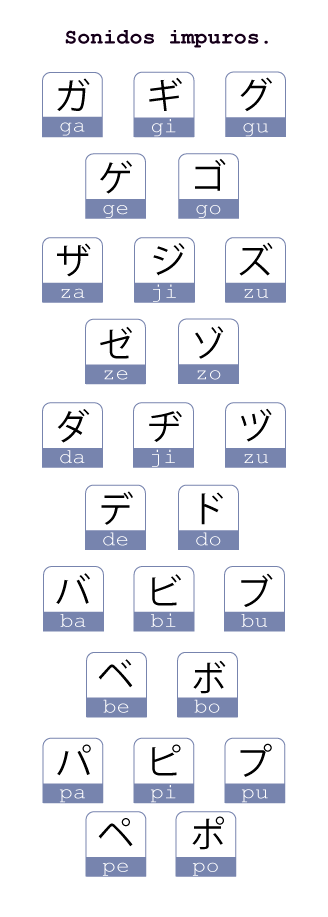 Sonidos impuros.
ガ ギ グ
ga gi gu
ゲ ゴ
ge go
ザ ジ ズ
za ji zu
ゼ ゾ
ze zo
ダ ヂ ヅ
da ji zu
デ ド
de do
バ ビ ブ
ba bi bu
ベ ボ
be bo
パ ピ プ
pa pi pu
ペ ポ
pe po